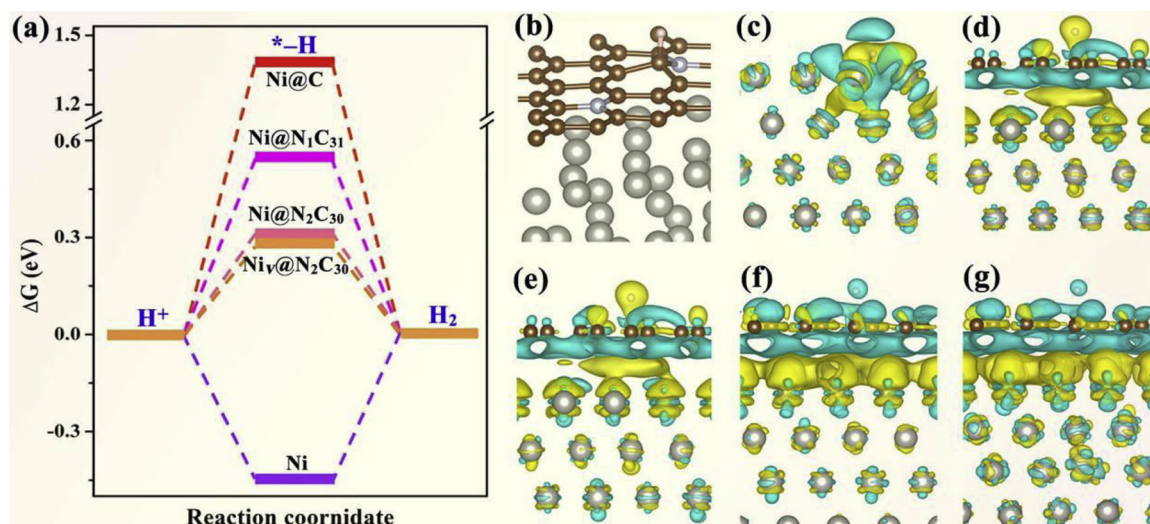 (a)
1.5
1.2
0.6
0.3
0.0
-0.3
ΔG (eV)
*–H
Ni@C
Ni@N₁C₃₁
Ni@N₂C₃₀
Niv@N₂C₃₀
H⁺
H₂
Ni
Reaction coornidate
(b)
(c)
(d)
(e)
(f)
(g)